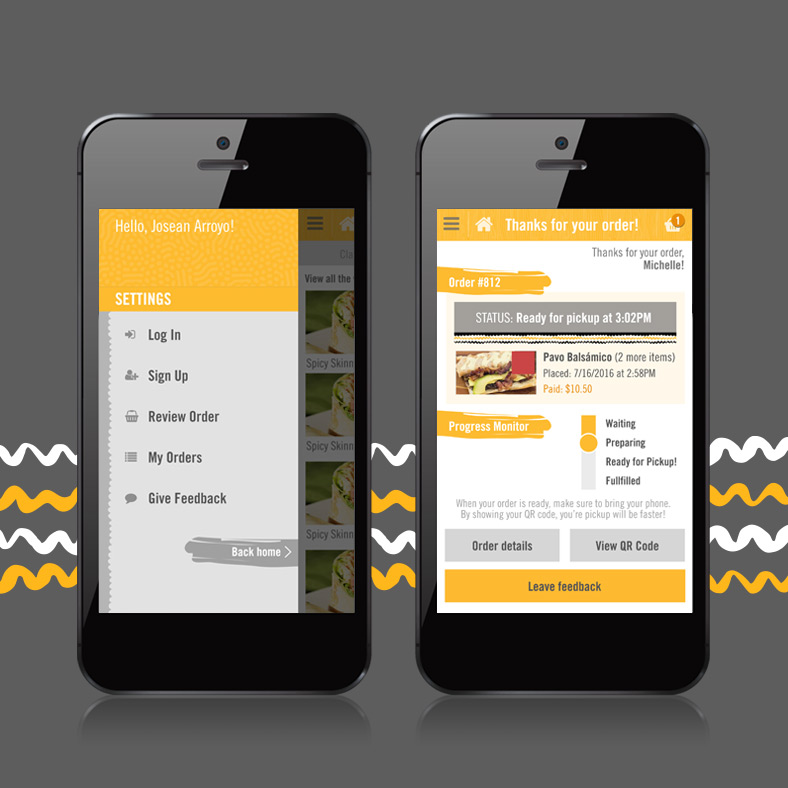 Hello, Josean Arroyo!
SETTINGS
Log In
Sign Up
Review Order
My Orders
Give Feedback
Back home
Cla
View all the
Spicy Skinn
Spicy Skinn
Spicy Skinn
Spicy Skinn
Thanks for your order!
1
Thanks for your order,
Michelle!
Order #812
STATUS: Ready for pickup at 3:02PM
Pavo Balsámico (2 more items)
Placed: 7/16/2016 at 2:58PM
Paid: $10.50
Progress Monitor
Waiting
Preparing
Ready for Pickup!
Fullfilled
When your order is ready, make sure to bring your phone.
By showing your QR code, you're pickup will be faster!
Order details
View QR Code
Leave feedback